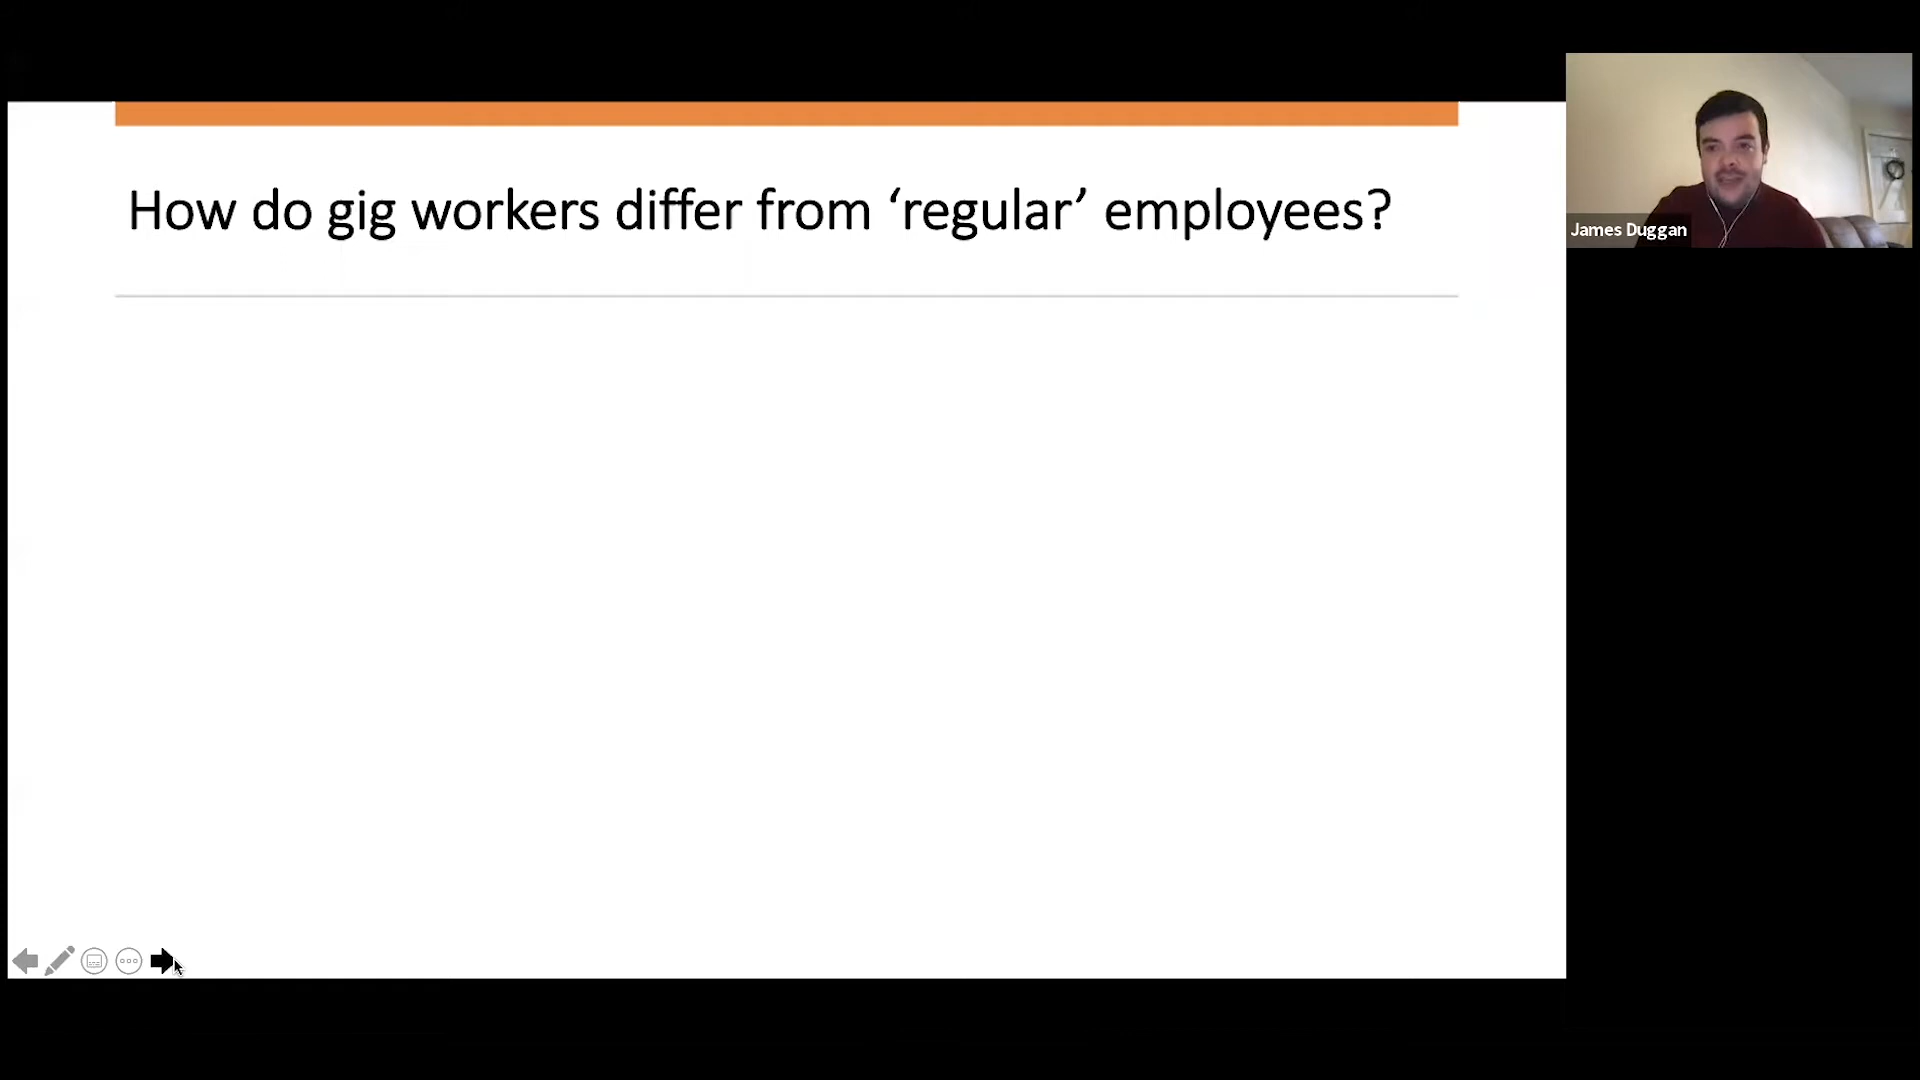 How do gig workers differ from ‘regular’ employees?
James Duggan